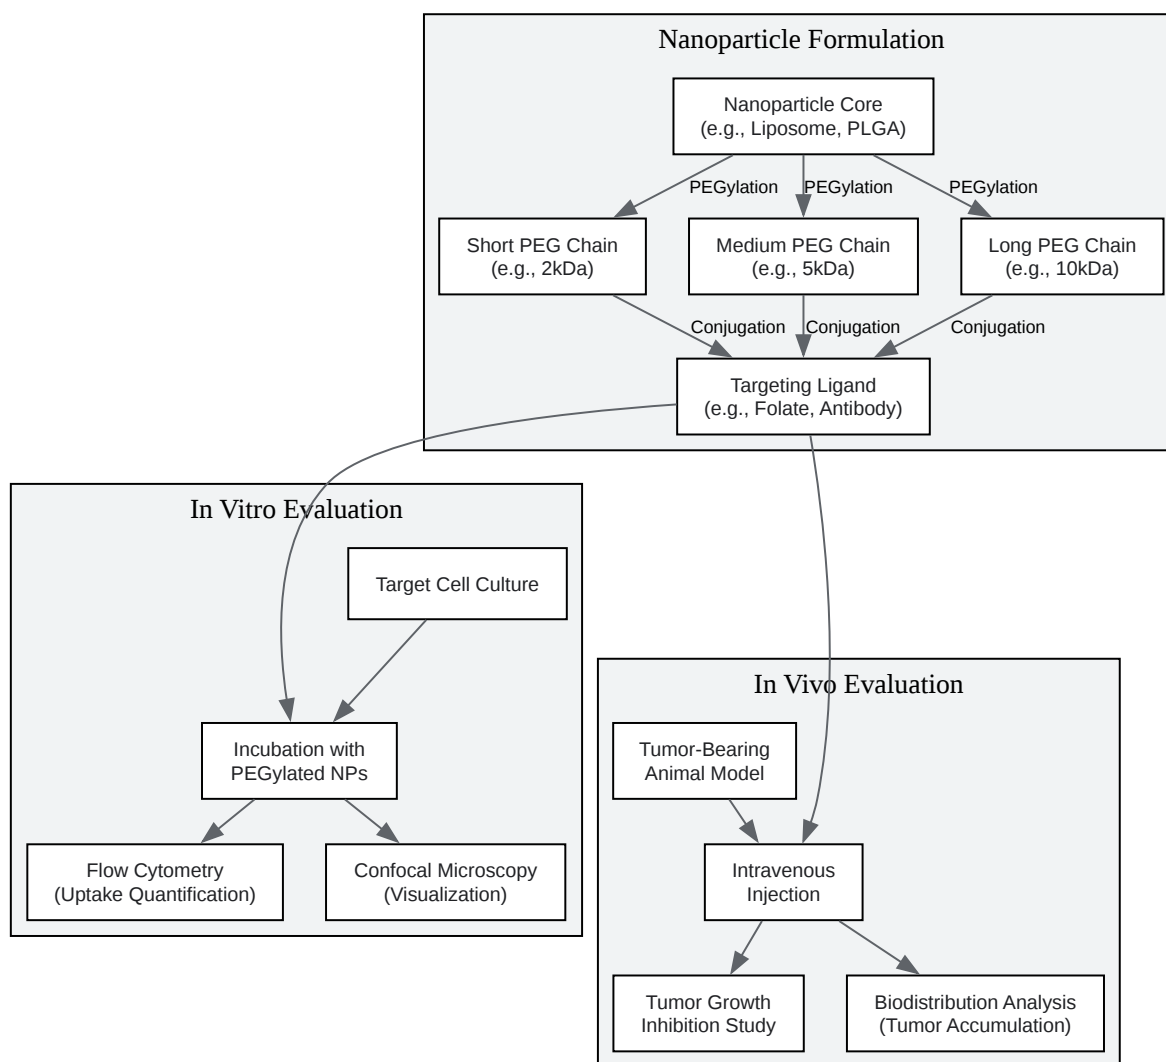 Nanoparticle Formulation
Nanoparticle Core
(e.g., Liposome, PLGA)
PEGylation
PEGylation
PEGylation
Short PEG Chain
(e.g., 2kDa)
Medium PEG Chain
(e.g., 5kDa)
Long PEG Chain
(e.g., 10kDa)
Conjugation
Conjugation
Conjugation
Targeting Ligand
(e.g., Folate, Antibody)
In Vitro Evaluation
Target Cell Culture
Incubation with
PEGylated NPs
Flow Cytometry
(Uptake Quantification)
Confocal Microscopy
(Visualization)
In Vivo Evaluation
Tumor-Bearing
Animal Model
Intravenous
Injection
Tumor Growth
Inhibition Study
Biodistribution Analysis
(Tumor Accumulation)